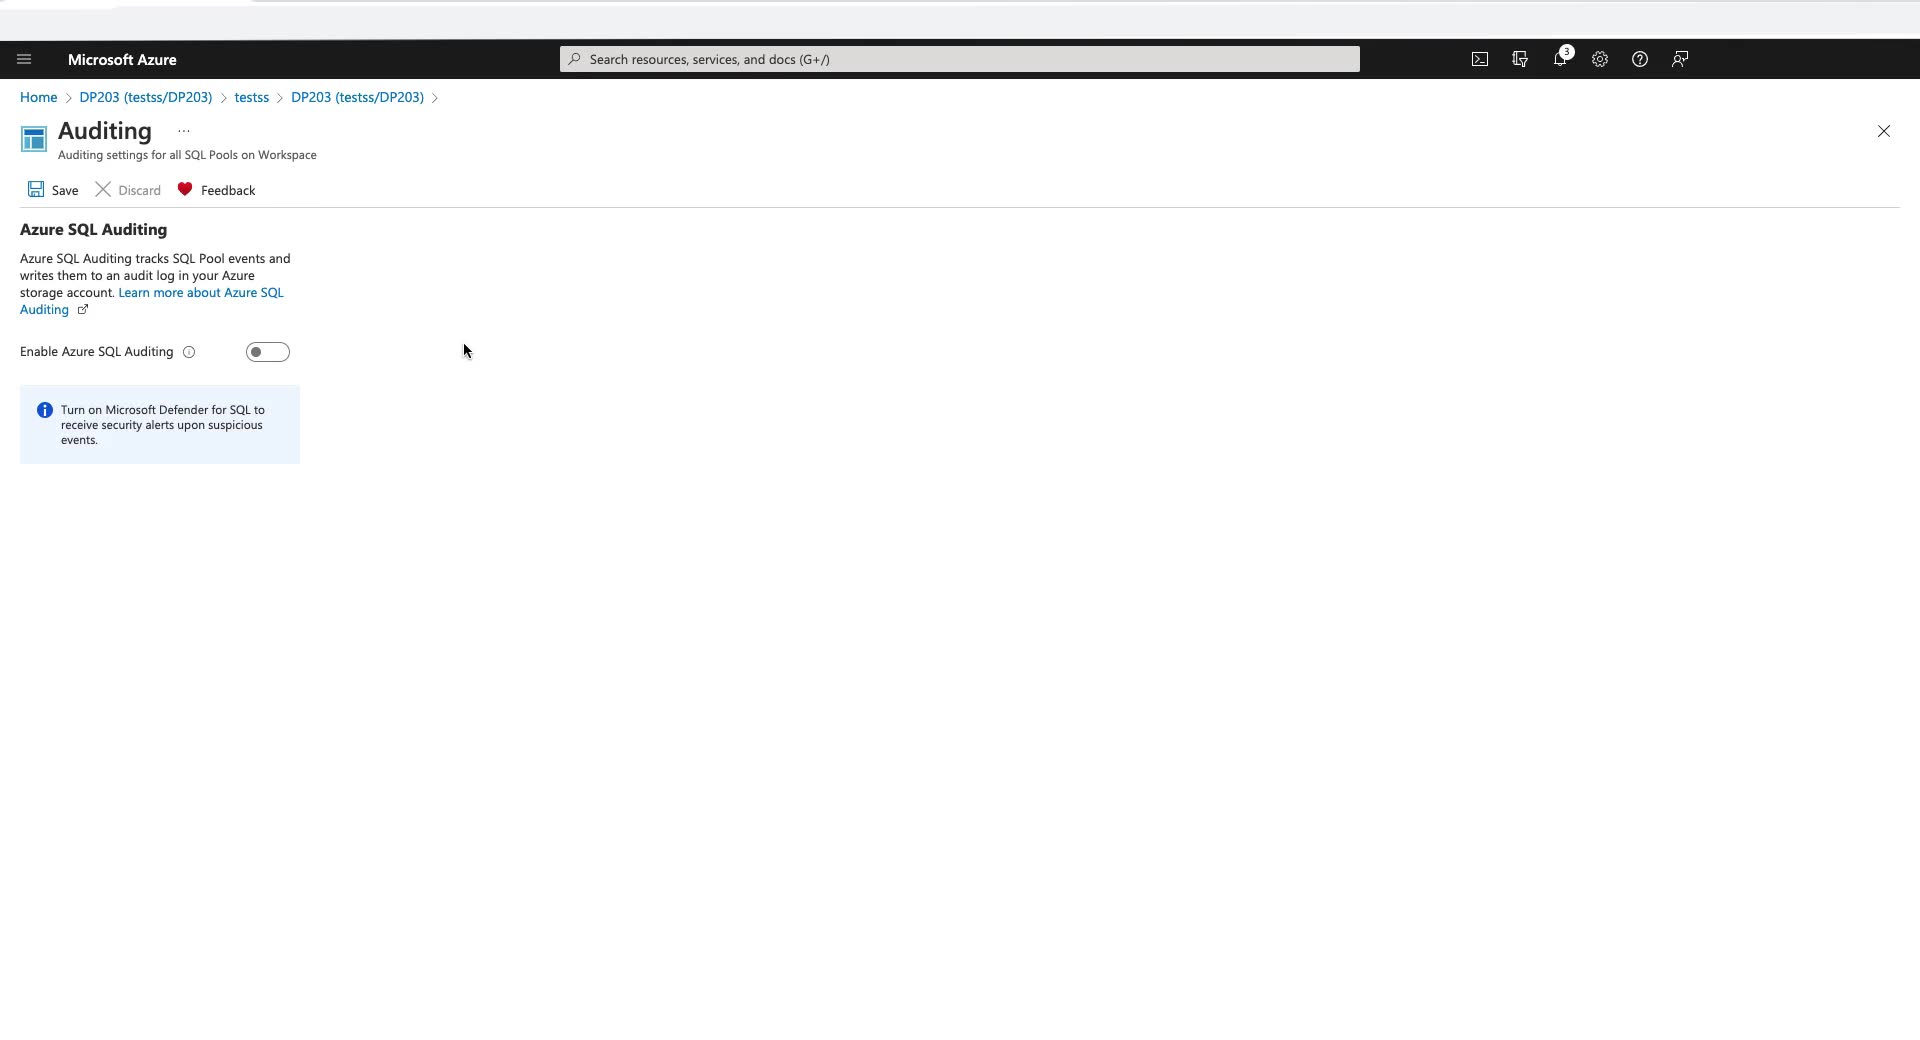 Microsoft Azure
Search resources, services, and docs (G+/)
3
Home > DP203 (testss/DP203) > testss > DP203 (testss/DP203) >
Auditing ...
Auditing settings for all SQL Pools on Workspace
Save Discard Feedback
Azure SQL Auditing
Azure SQL Auditing tracks SQL Pool events and
writes them to an audit log in your Azure
storage account. Learn more about Azure SQL
Auditing
Enable Azure SQL Auditing
Turn on Microsoft Defender for SQL to
receive security alerts upon suspicious
events.